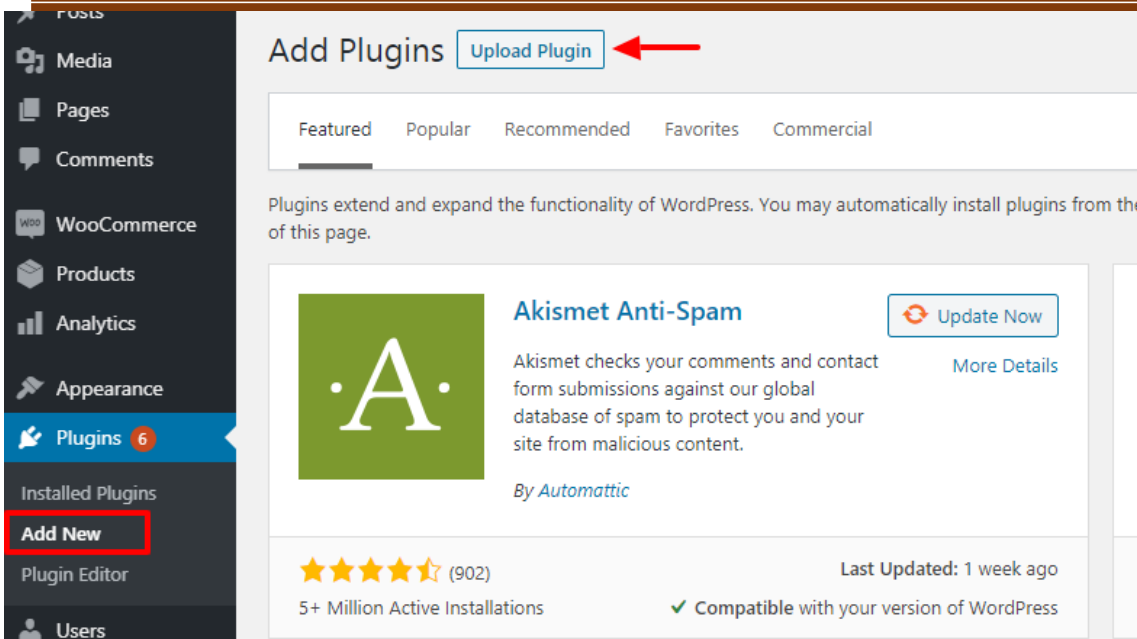 Posts
Media
Pages
Comments
Woo WooCommerce
Products
Analytics
Appearance
Plugins 6
Installed Plugins
Add New
Plugin Editor
Users
Add Plugins Upload Plugin
Featured Popular Recommended Favorites Commercial
Plugins extend and expand the functionality of WordPress. You may automatically install plugins from the
of this page.
·A·
Akismet Anti-Spam
Update Now
Akismet checks your comments and contact
More Details
form submissions against our global
database of spam to protect you and your
site from malicious content.
By Automattic
(902)
Last Updated: 1 week ago
5+ Million Active Installations
✓ Compatible with your version of WordPress